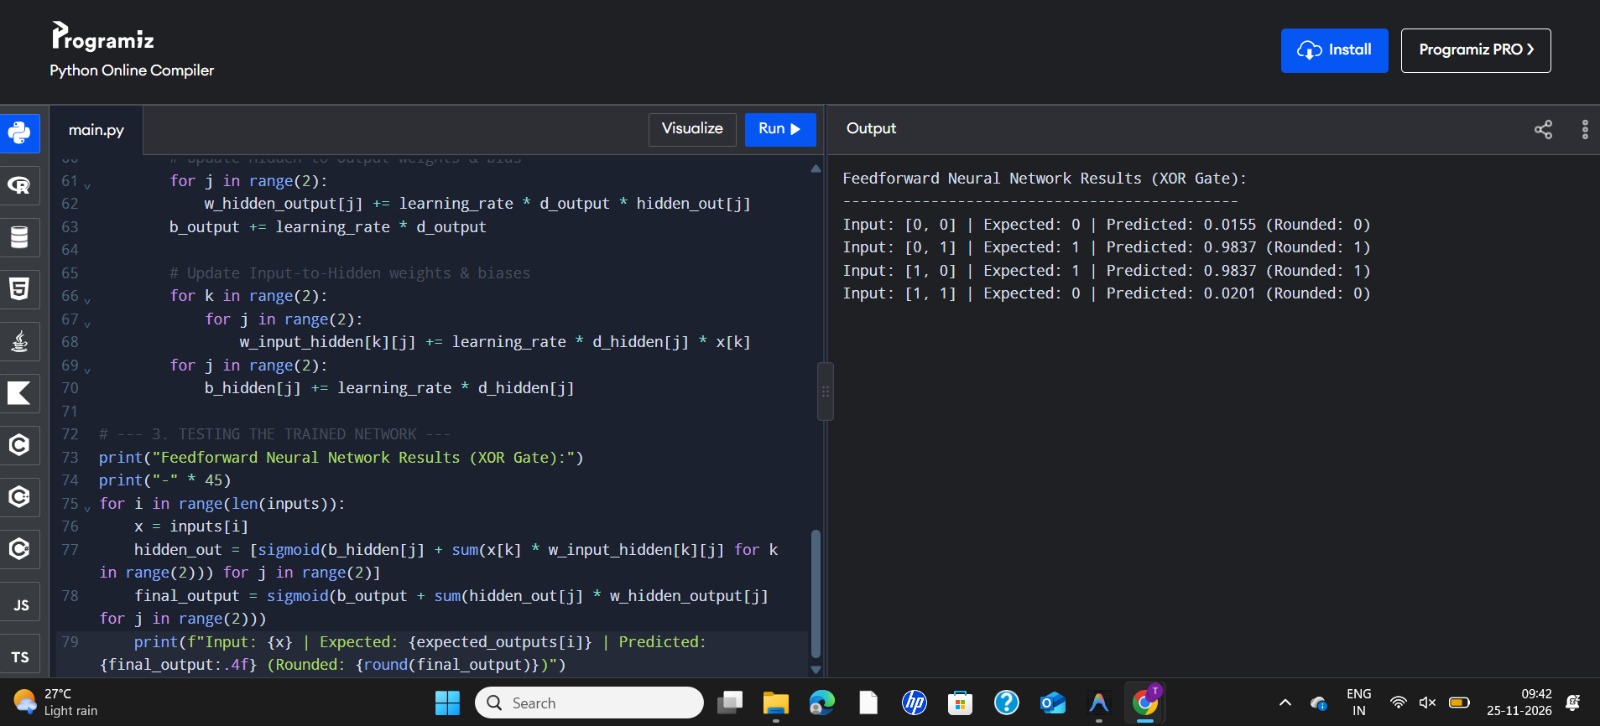 Programiz
Python Online Compiler
Install
Programiz PRO >
main.py
Visualize
Run
Output
60 # Update Hidden-to-Output weights & bias
61 for j in range(2):
62 w_hidden_output[j] += learning_rate * d_output * hidden_out[j]
63 b_output += learning_rate * d_output
64
65 # Update Input-to-Hidden weights & biases
66 for k in range(2):
67 for j in range(2):
68 w_input_hidden[k][j] += learning_rate * d_hidden[j] * x[k]
69 for j in range(2):
70 b_hidden[j] += learning_rate * d_hidden[j]
71
72 # --- 3. TESTING THE TRAINED NETWORK ---
73 print("Feedforward Neural Network Results (XOR Gate):")
74 print("-" * 45)
75 for i in range(len(inputs)):
76 x = inputs[i]
77 hidden_out = [sigmoid(b_hidden[j] + sum(x[k] * w_input_hidden[k][j] for k
in range(2))) for j in range(2)]
78 final_output = sigmoid(b_output + sum(hidden_out[j] * w_hidden_output[j]
for j in range(2)))
79 print(f"Input: {x} | Expected: {expected_outputs[i]} | Predicted:
{final_output:.4f} (Rounded: {round(final_output)})")
Feedforward Neural Network Results (XOR Gate):
---------------------------------------------
Input: [0, 0] | Expected: 0 | Predicted: 0.0155 (Rounded: 0)
Input: [0, 1] | Expected: 1 | Predicted: 0.9837 (Rounded: 1)
Input: [1, 0] | Expected: 1 | Predicted: 0.9837 (Rounded: 1)
Input: [1, 1] | Expected: 0 | Predicted: 0.0201 (Rounded: 0)
R
5
C
C
C
JS
TS
27°C
Light rain
Search
hp
T
ENG
IN
09:42
25-11-2026